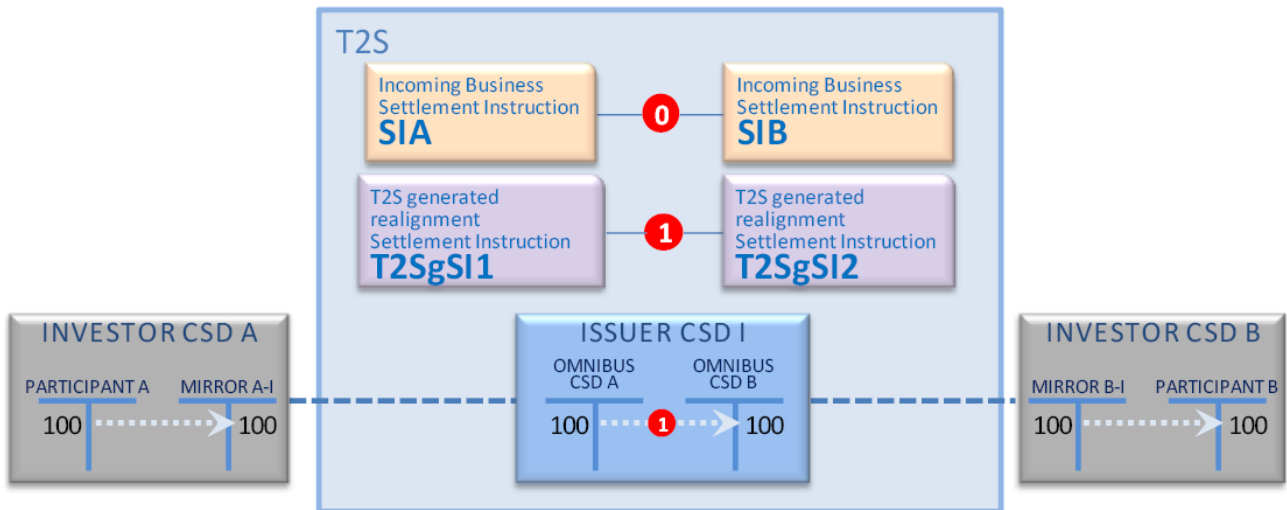 T2S
Incoming Business
Settlement Instruction
SIA
0
Incoming Business
Settlement Instruction
SIB
T2S generated
realignment
Settlement Instruction
T2SgSI1
1
T2S generated
realignment
Settlement Instruction
T2SgSI2
INVESTOR CSD A
PARTICIPANT A
MIRROR A-I
100
100
ISSUER CSD I
OMNIBUS
CSD A
OMNIBUS
CSD B
100
1
100
INVESTOR CSD B
MIRROR B-I
PARTICIPANT B
100
100